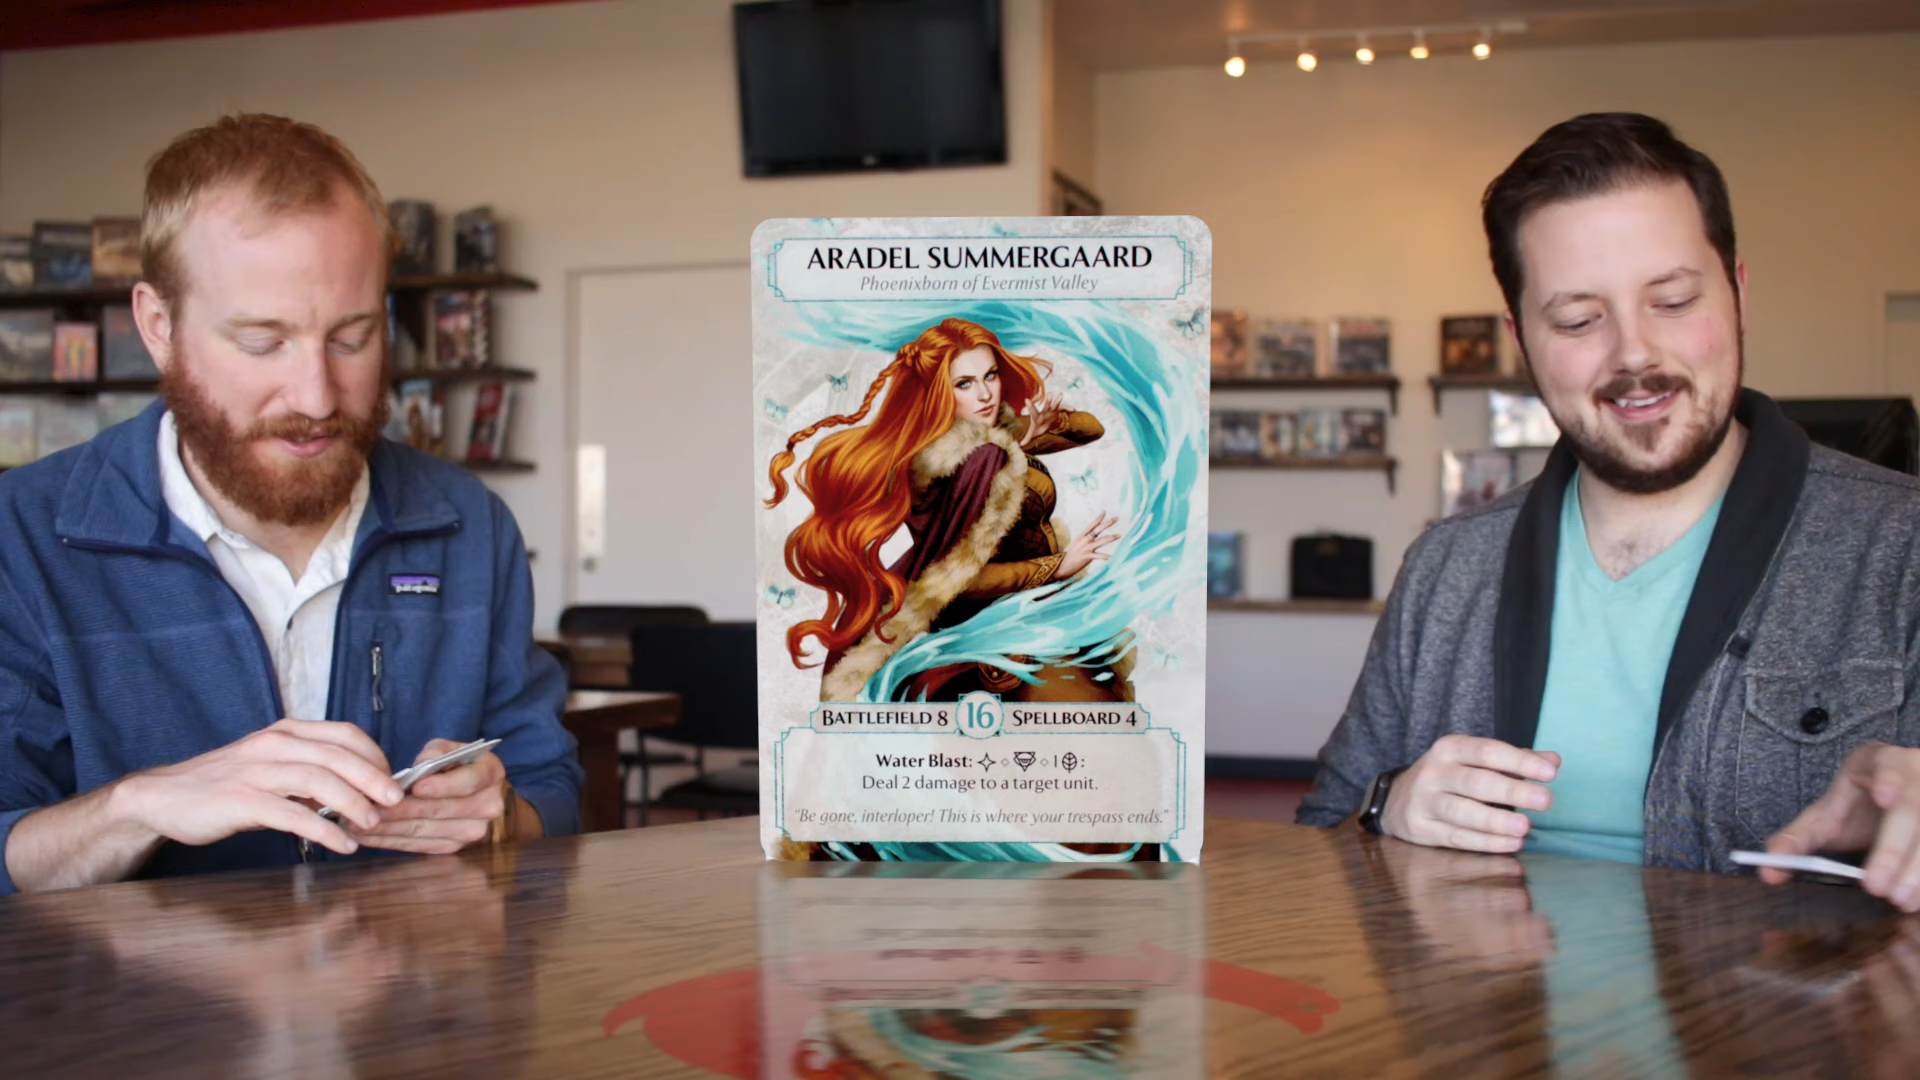 ARADEL SUMMERGAARD
Phoenixborn of Evermist Valley
BATTLEFIELD 8 16 SPELLBOARD 4
Water Blast: 1 :
Deal 2 damage to a target unit.
"Be gone, interloper! This is where your trespass ends."
patagonia